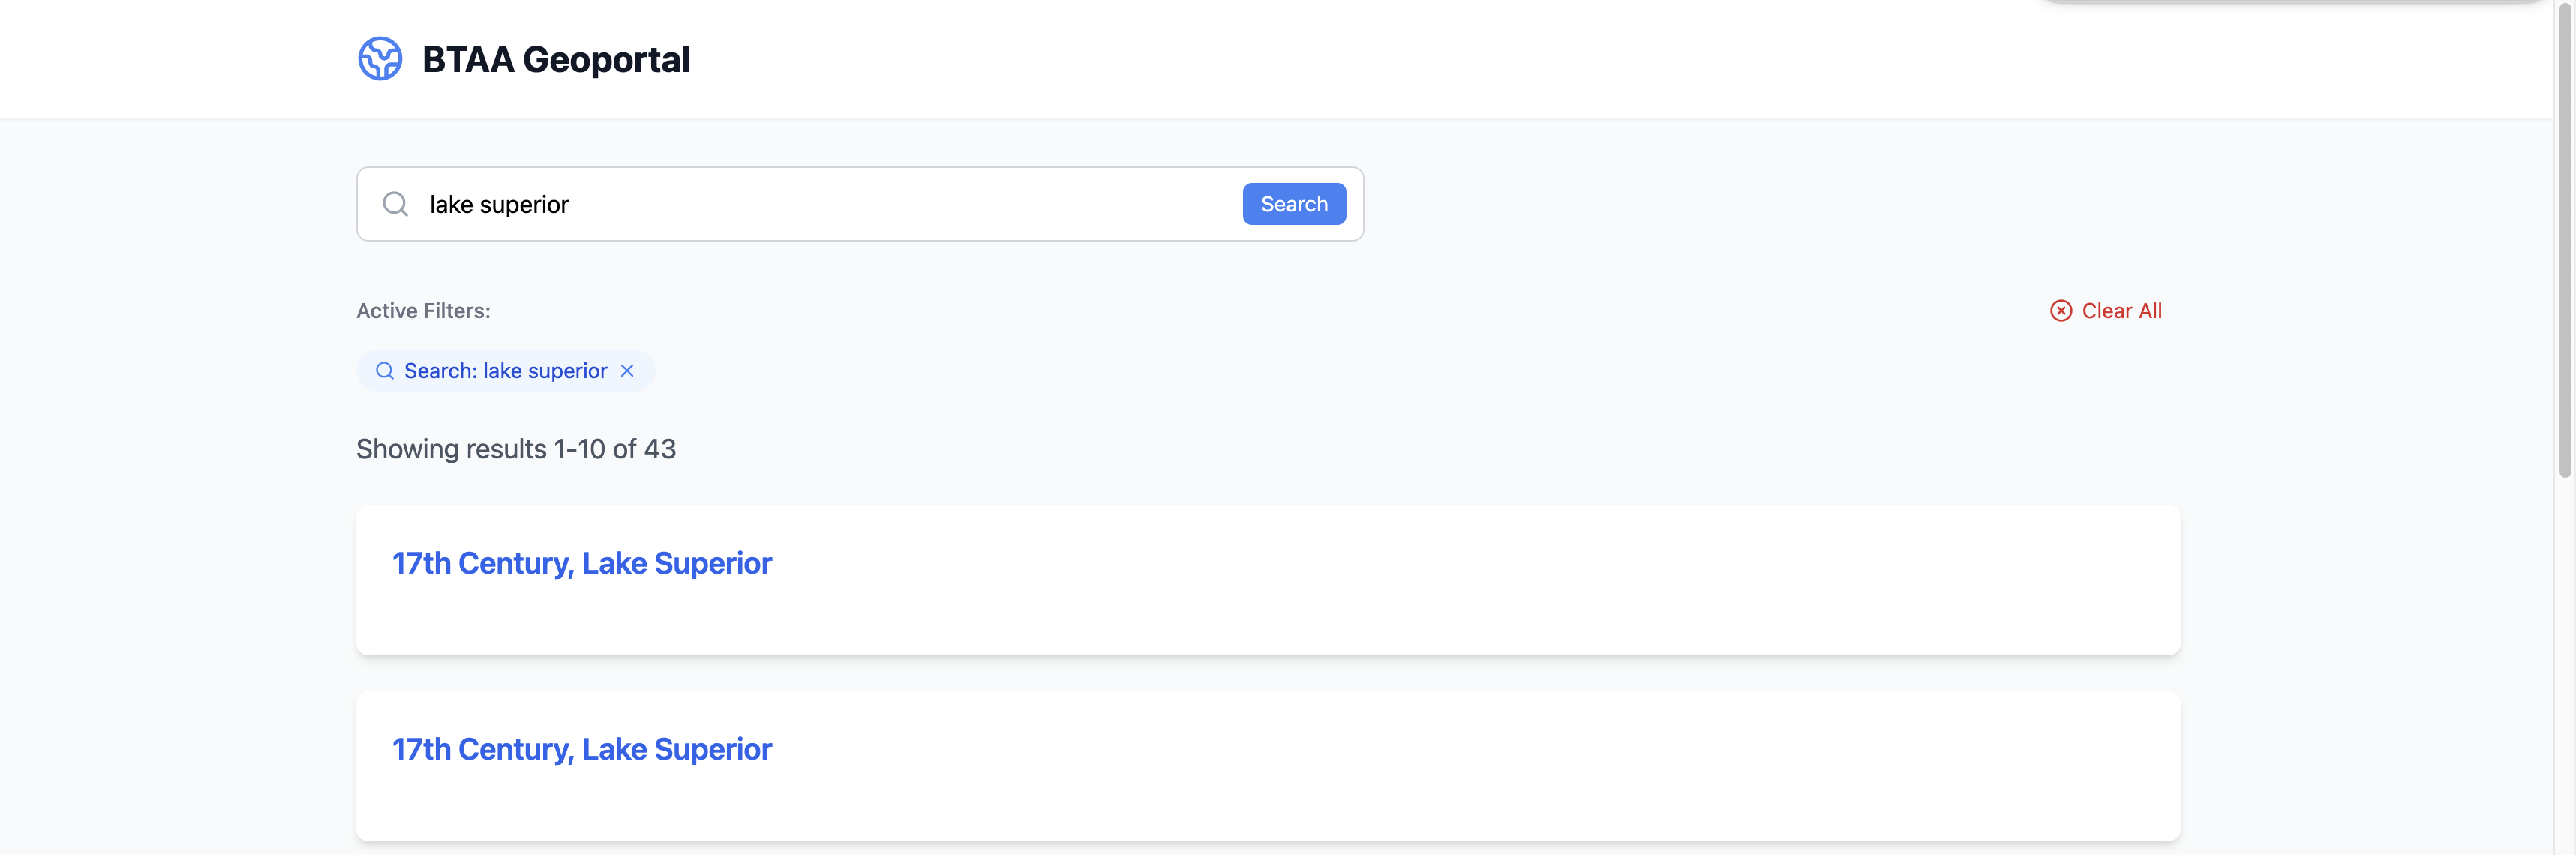 BTAA Geoportal
lake superior
Search
Active Filters:
Clear All
Search: lake superior
Showing results 1-10 of 43
17th Century, Lake Superior
17th Century, Lake Superior